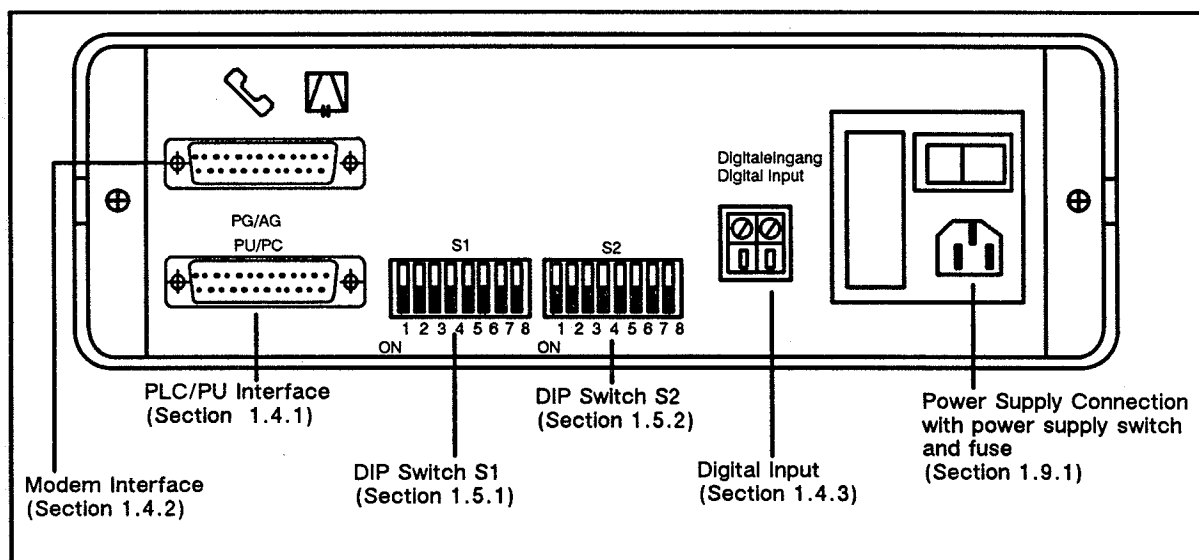 Digitaleingang
Digital Input
PG/AG
PU/PC
S1
S2
1 2 3 4 5 6 7 8
1 2 3 4 5 6 7 8
ON
ON
PLC/PU Interface
(Section 1.4.1)
DIP Switch S2
(Section 1.5.2)
Power Supply Connection
with power supply switch
and fuse
(Section 1.9.1)
Modem Interface
(Section 1.4.2)
DIP Switch S1
(Section 1.5.1)
Digital Input
(Section 1.4.3)